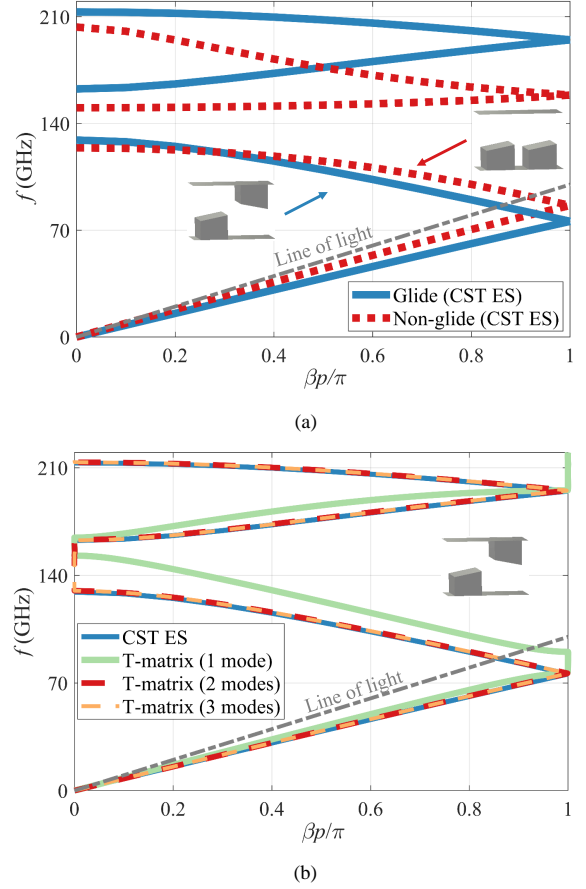 210
140
70
0
f (GHz)
Line of light
Glide (CST ES)
Non-glide (CST ES)
0 0.2 0.4 0.6 0.8 1
βp/π
(a)
210
140
70
0
f (GHz)
CST ES
T-matrix (1 mode)
T-matrix (2 modes)
T-matrix (3 modes)
Line of light
0 0.2 0.4 0.6 0.8 1
βp/π
(b)